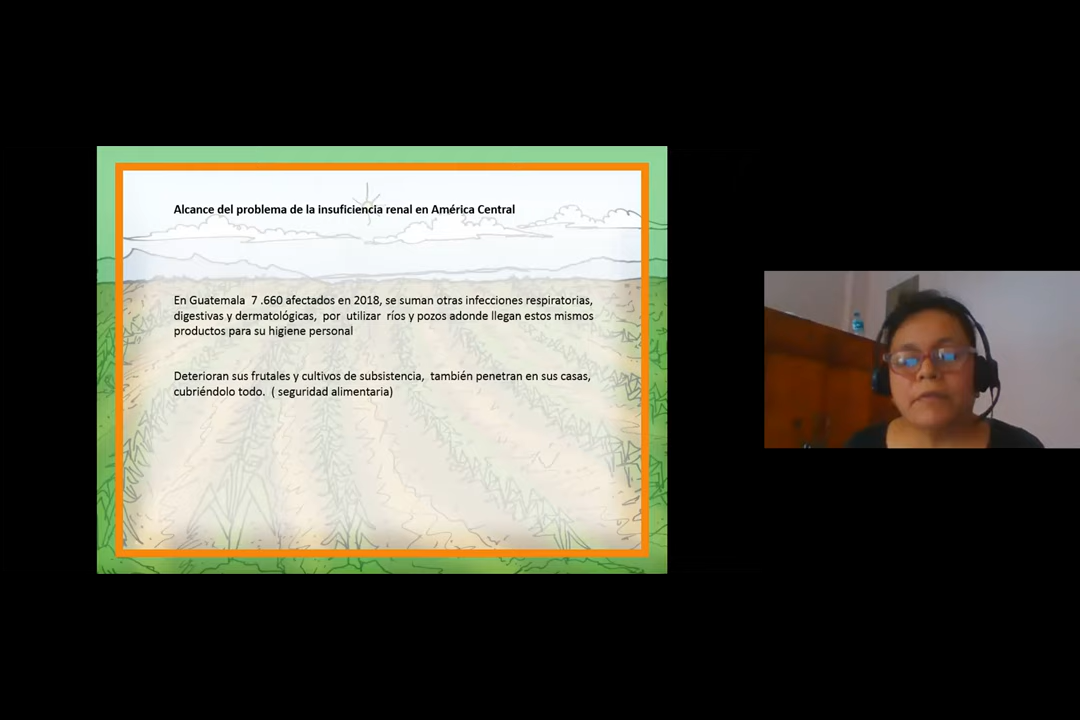 Alcance del problema de la insuficiencia renal en América Central
En Guatemala 7 .660 afectados en 2018, se suman otras infecciones respiratorias,
digestivas y dermatológicas, por utilizar ríos y pozos adonde llegan estos mismos
productos para su higiene personal
Deterioran sus frutales y cultivos de subsistencia, también penetran en sus casas,
cubriéndolo todo. ( seguridad alimentaria)